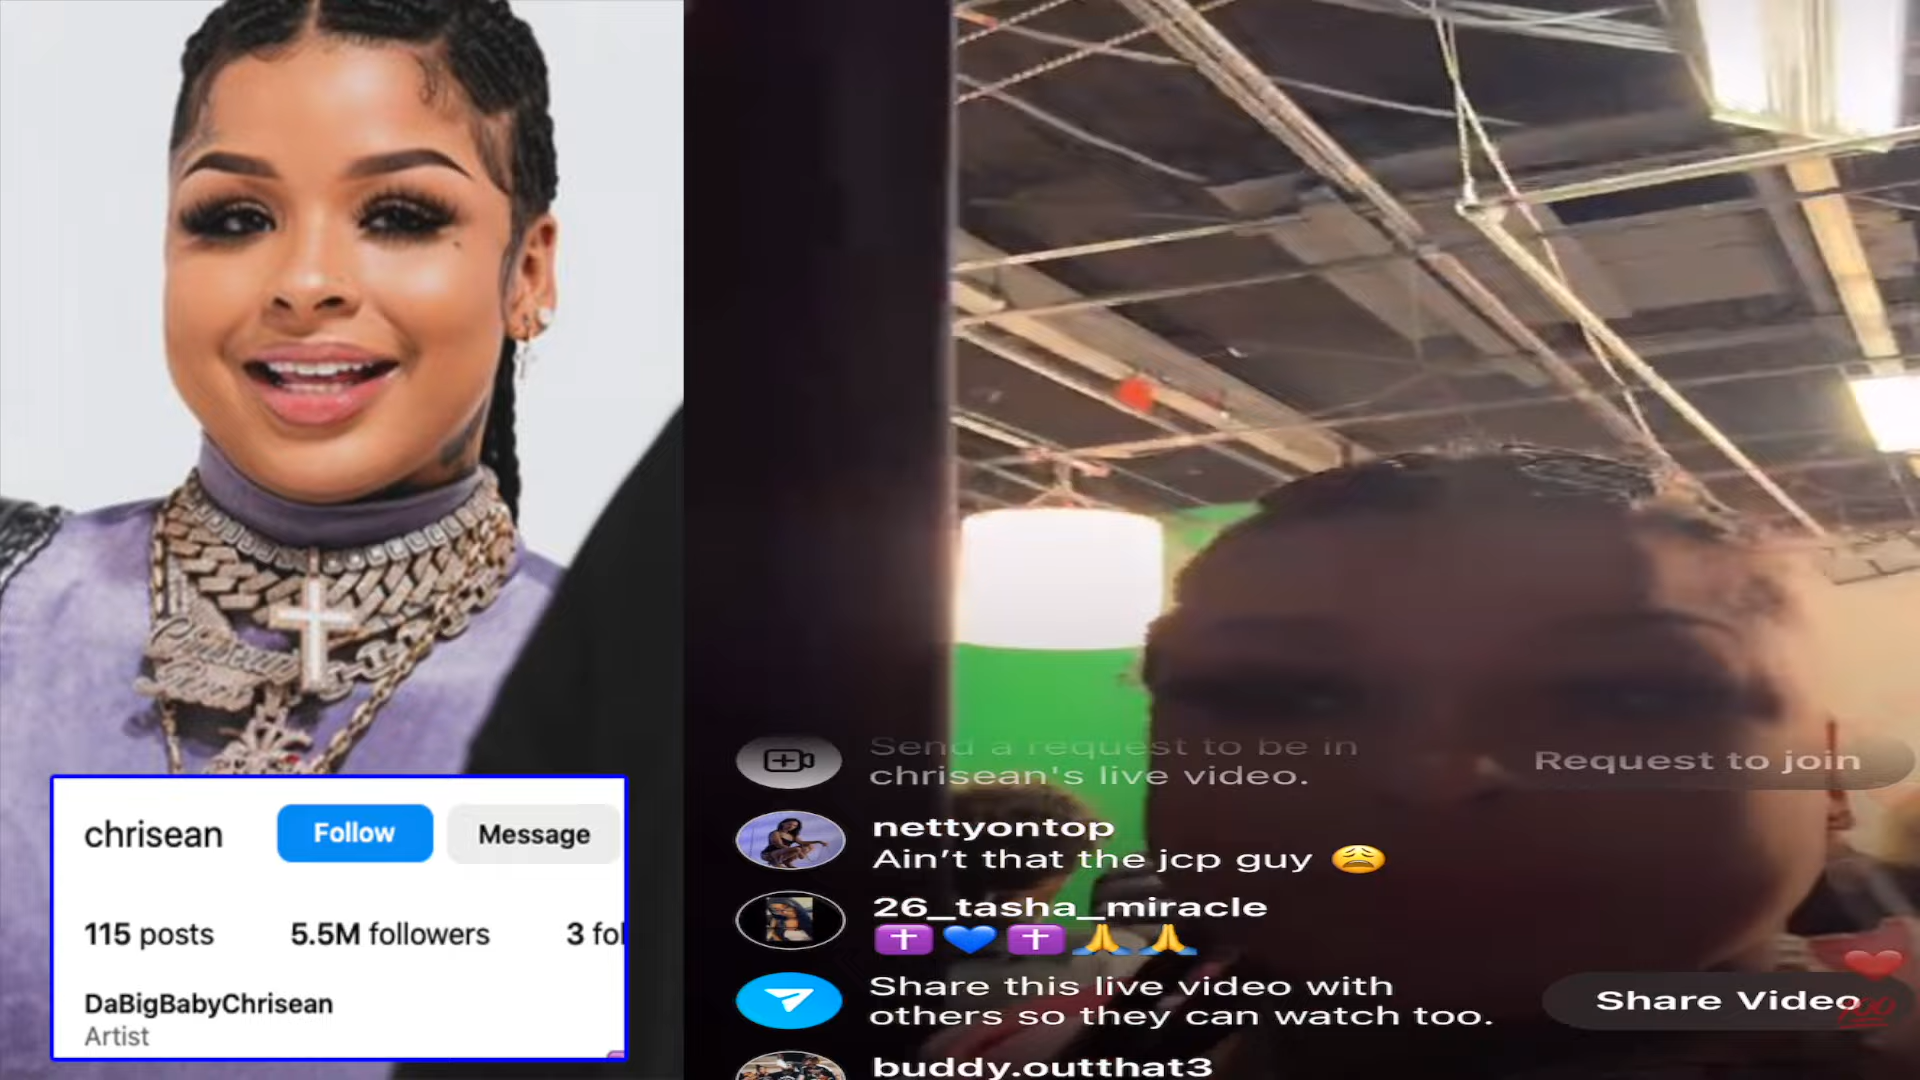 Chrisean
Rock
chrisean
Follow
Message
115 posts
5.5M followers
3 fol
DaBigBabyChrisean
Artist
Send a request to be in
chrisean's live video.
Request to join
nettyontop
Ain't that the jcp guy 😩
26_tasha_miracle
✝️💙✝️🙏🙏
Share this live video with
others so they can watch too.
Share Video
💯
buddy.outthat3